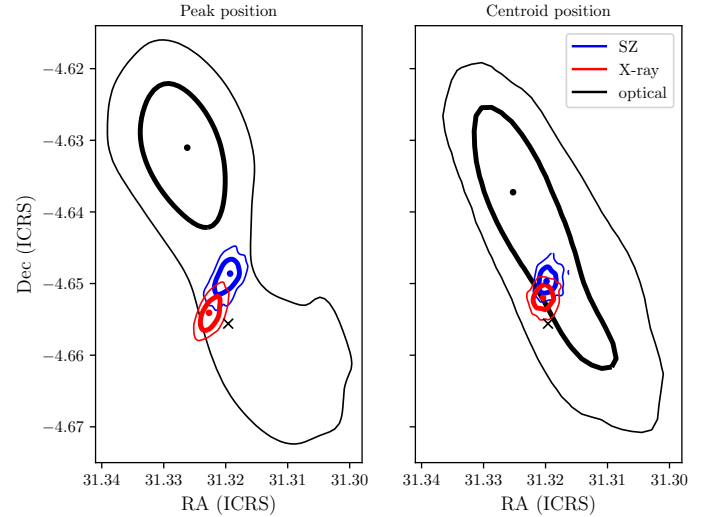 Peak position
Centroid position
SZ
X-ray
optical
Dec (ICRS)
−4.62
−4.63
−4.64
−4.65
−4.66
−4.67
31.34 31.33 31.32 31.31 31.30
31.34 31.33 31.32 31.31 31.30
RA (ICRS)
RA (ICRS)